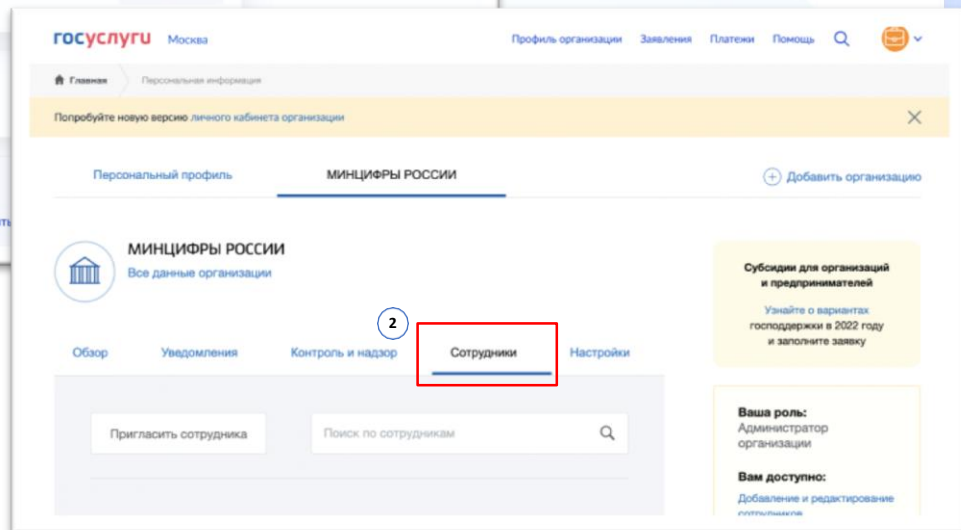 госуслуги Москва
Профиль организации Заявления Платежи Помощь
Главная Персональная информация
Попробуйте новую версию личного кабинета организации
Персональный профиль МИНЦИФРЫ РОССИИ
Добавить организацию
МИНЦИФРЫ РОССИИ
Все данные организации
2
Обзор Уведомления Контроль и надзор Сотрудники Настройки
Пригласить сотрудника Поиск по сотрудникам
Субсидии для организаций
и предпринимателей
Узнайте о вариантах
господдержки в 2022 году
и заполните заявку
Ваша роль:
Администратор
организации
Вам доступно:
Добавление и редактирование
сотрудников